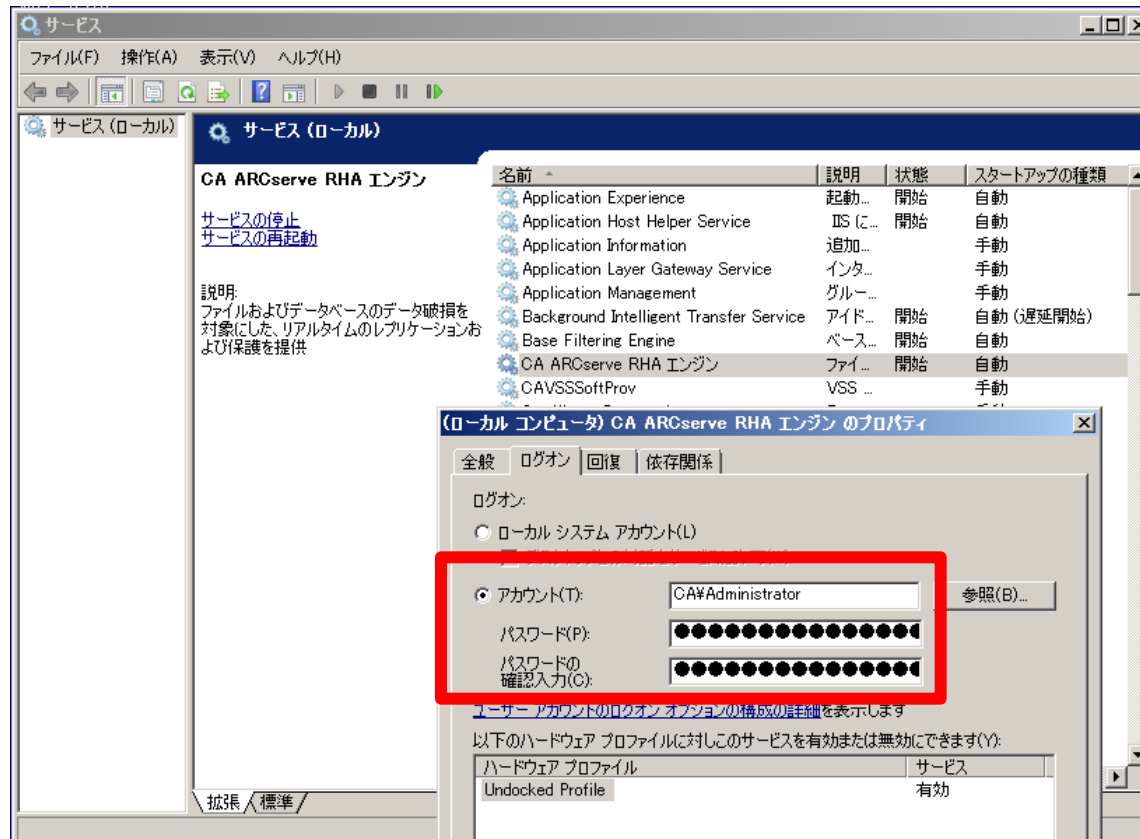 サービス
ファイル(F) 操作(A) 表示(V) ヘルプ(H)
サービス (ローカル)
サービス (ローカル)
CA ARCserve RHA エンジン
サービスの停止
サービスの再起動
説明:
ファイルおよびデータベースのデータ破損を
対象にした、リアルタイムのレプリケーションお
よび保護を提供
名前 説明 状態 スタートアップの種類
Application Experience 起動... 開始 自動
Application Host Helper Service IIS (こ... 開始 自動
Application Information 追加... 手動
Application Layer Gateway Service インタ... 手動
Application Management グルー... 手動
Background Intelligent Transfer Service アイド... 開始 自動 (遅延開始)
Base Filtering Engine ベース... 開始 自動
CA ARCserve RHA エンジン ファイ... 開始 自動
CAVSSSoftProv VSS ... 手動
(ローカル コンピュータ) CA ARCserve RHA エンジン のプロパティ
全般 ログオン 回復 依存関係
ログオン:
ローカル システム アカウント(L)
アカウント(T): CA¥Administrator 参照(B)...
パスワード(P): ●●●●●●●●●●●●●●●
パスワードの
確認入力(C): ●●●●●●●●●●●●●●●
ユーザー アカウントのログオン オプションの構成の詳細を表示します
以下のハードウェア プロファイルに対しこのサービスを有効または無効にできます(Y):
ハードウェア プロファイル サービス
Undocked Profile 有効
拡張 標準